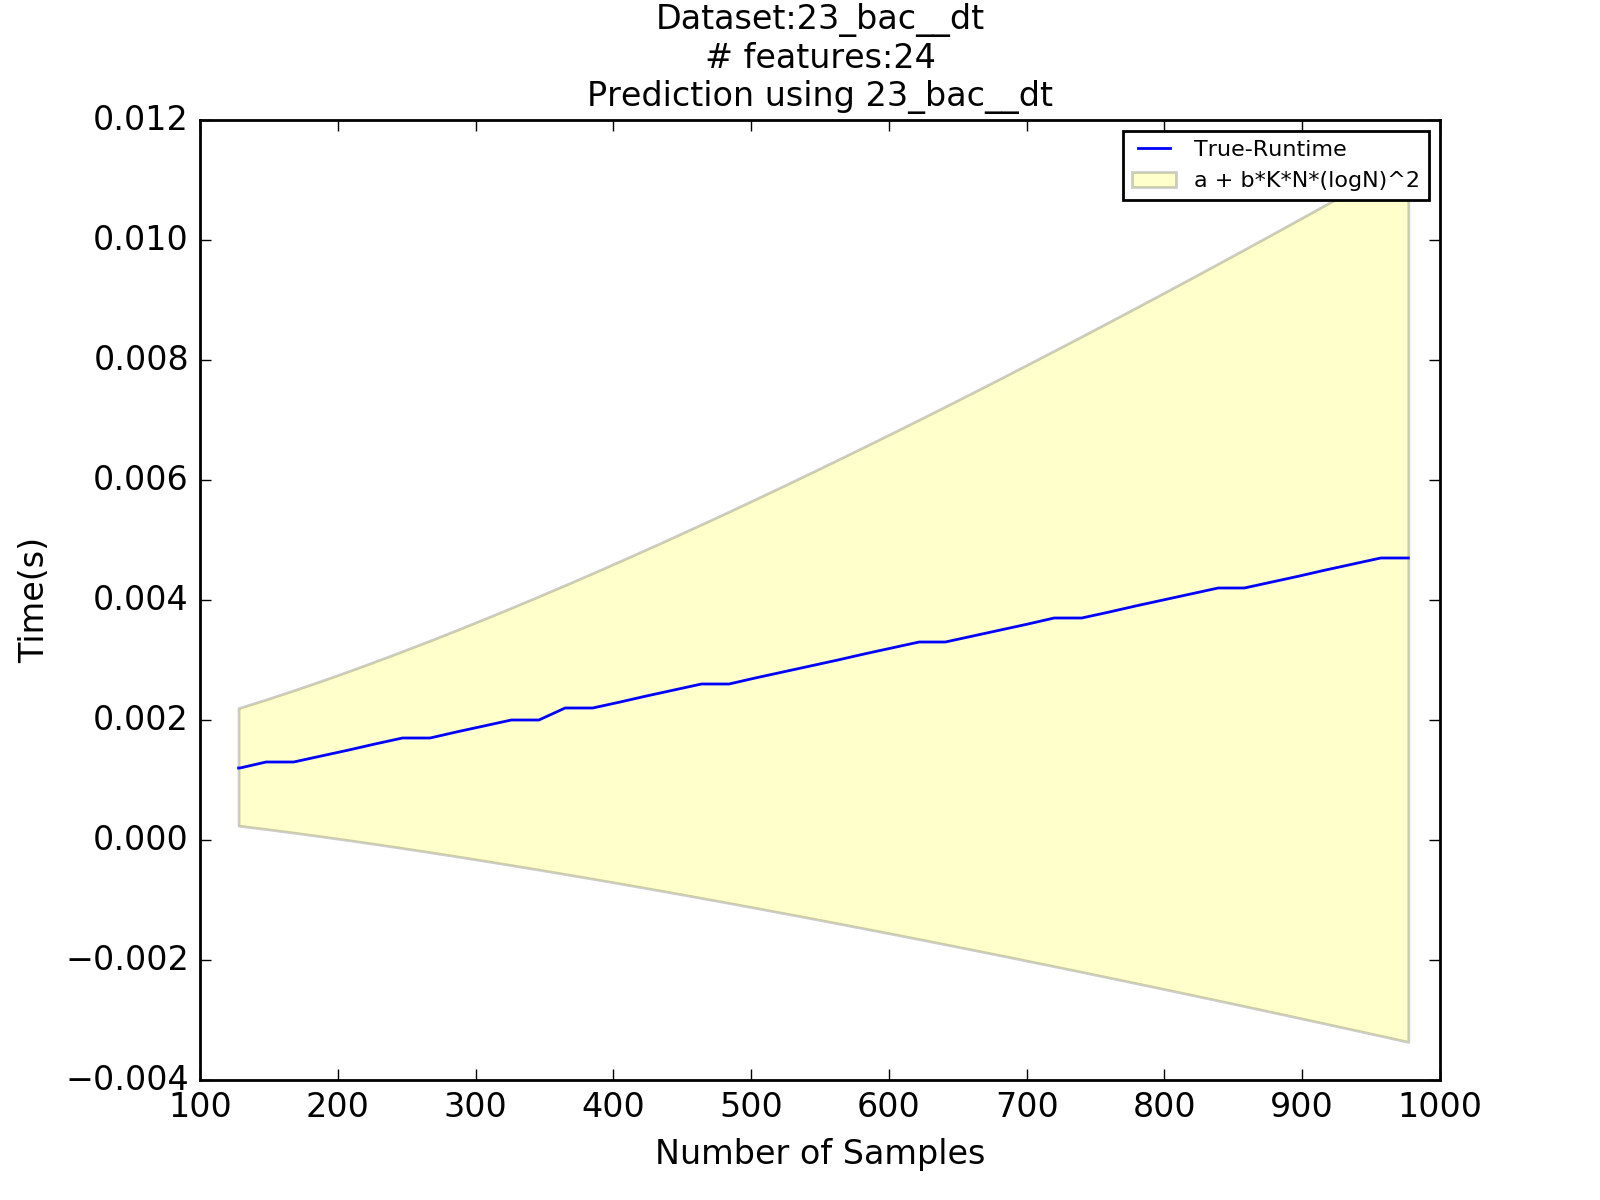 Dataset:23_bac__dt
# features:24
Prediction using 23_bac__dt
0.012
0.010
0.008
0.006
0.004
0.002
0.000
−0.002
−0.004
Time(s)
True-Runtime
a + b*K*N*(logN)^2
100 200 300 400 500 600 700 800 900 1000
Number of Samples